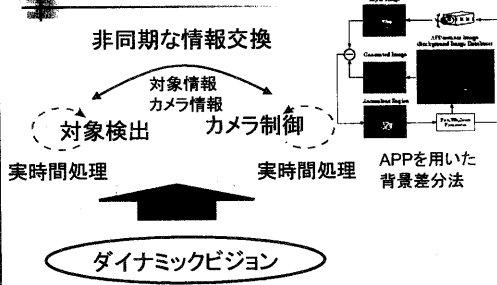 非同期な情報交換
対象情報
カメラ情報
対象検出
カメラ制御
実時間処理
実時間処理
ダイナミックビジョン
Generated Image
APPを用いた
背景差分法